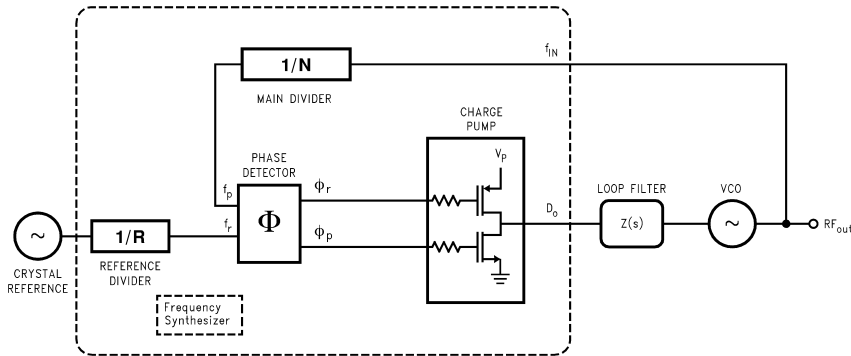 f_IN
1/N
MAIN DIVIDER
CHARGE
PUMP
V_p
PHASE
DETECTOR
ϕ_r
f_p
D_o
LOOP FILTER
VCO
Φ
Z(s)
~
RF_out
~
1/R
f_r
ϕ_p
CRYSTAL
REFERENCE
REFERENCE
DIVIDER
Frequency
Synthesizer